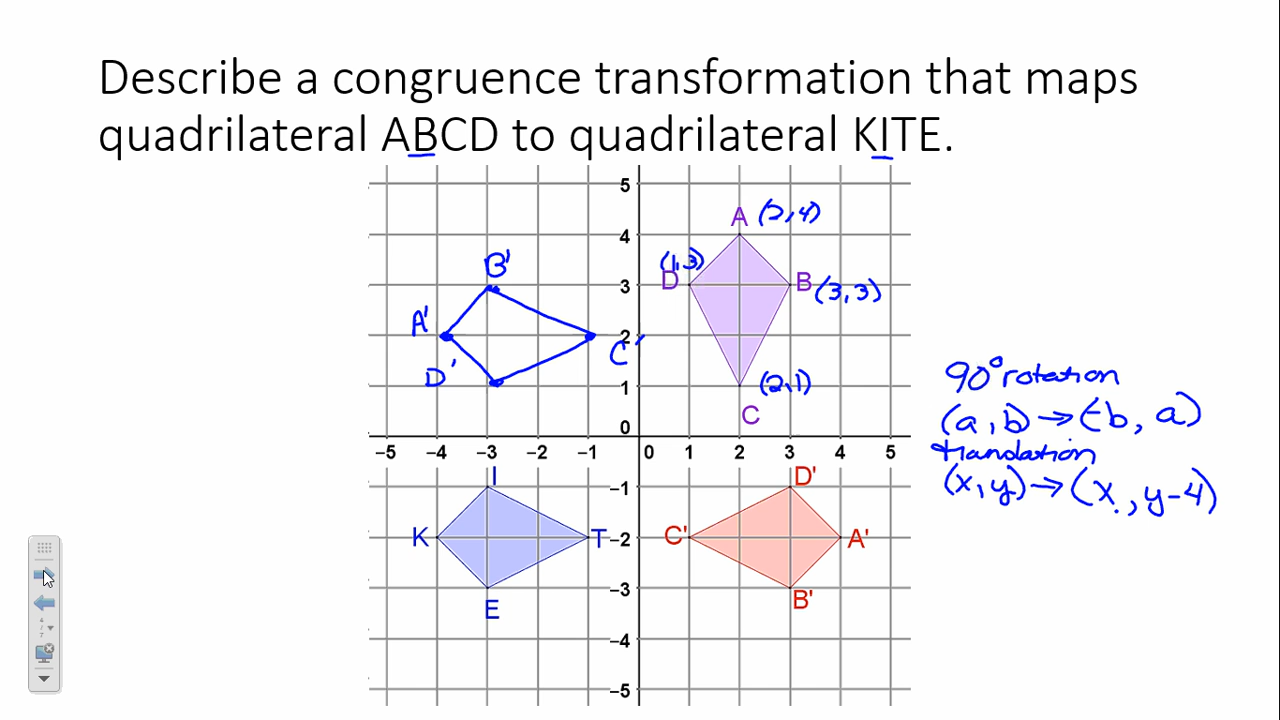 Describe a congruence transformation that maps
quadrilateral ABCD to quadrilateral KITE.
5
A (2,4)
4
B'
(1,3)
D
3
B (3,3)
A'
2
C'
D'
1
(2,1)
C
0
-5 -4 -3 -2 -1 0 1 2 3 4 5
90° rotation
(a, b) → (-b, a)
translation
(x, y) → (x, y-4)
I
D'
-1
K
T
-2
C'
A'
-3
E
B'
-4
-5